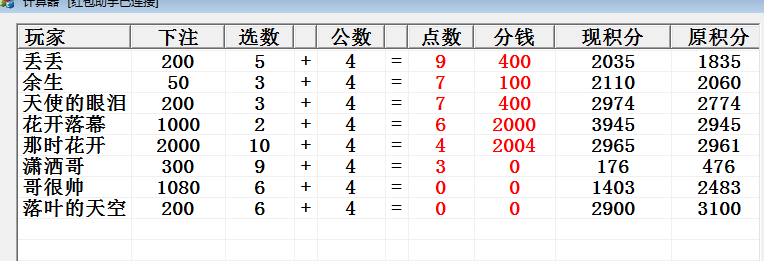 计算器 [红包助手已连接]
玩家 下注 选数 公数 点数 分钱 现积分 原积分
丢丢 200 5 + 4 = 9 400 2035 1835
余生 50 3 + 4 = 7 100 2110 2060
天使的眼泪 200 3 + 4 = 7 400 2974 2774
花开落幕 1000 2 + 4 = 6 2000 3945 2945
那时花开 2000 10 + 4 = 4 2004 2965 2961
潇洒哥 300 9 + 4 = 3 0 176 476
哥很帅 1080 6 + 4 = 0 0 1403 2483
落叶的天空 200 6 + 4 = 0 0 2900 3100